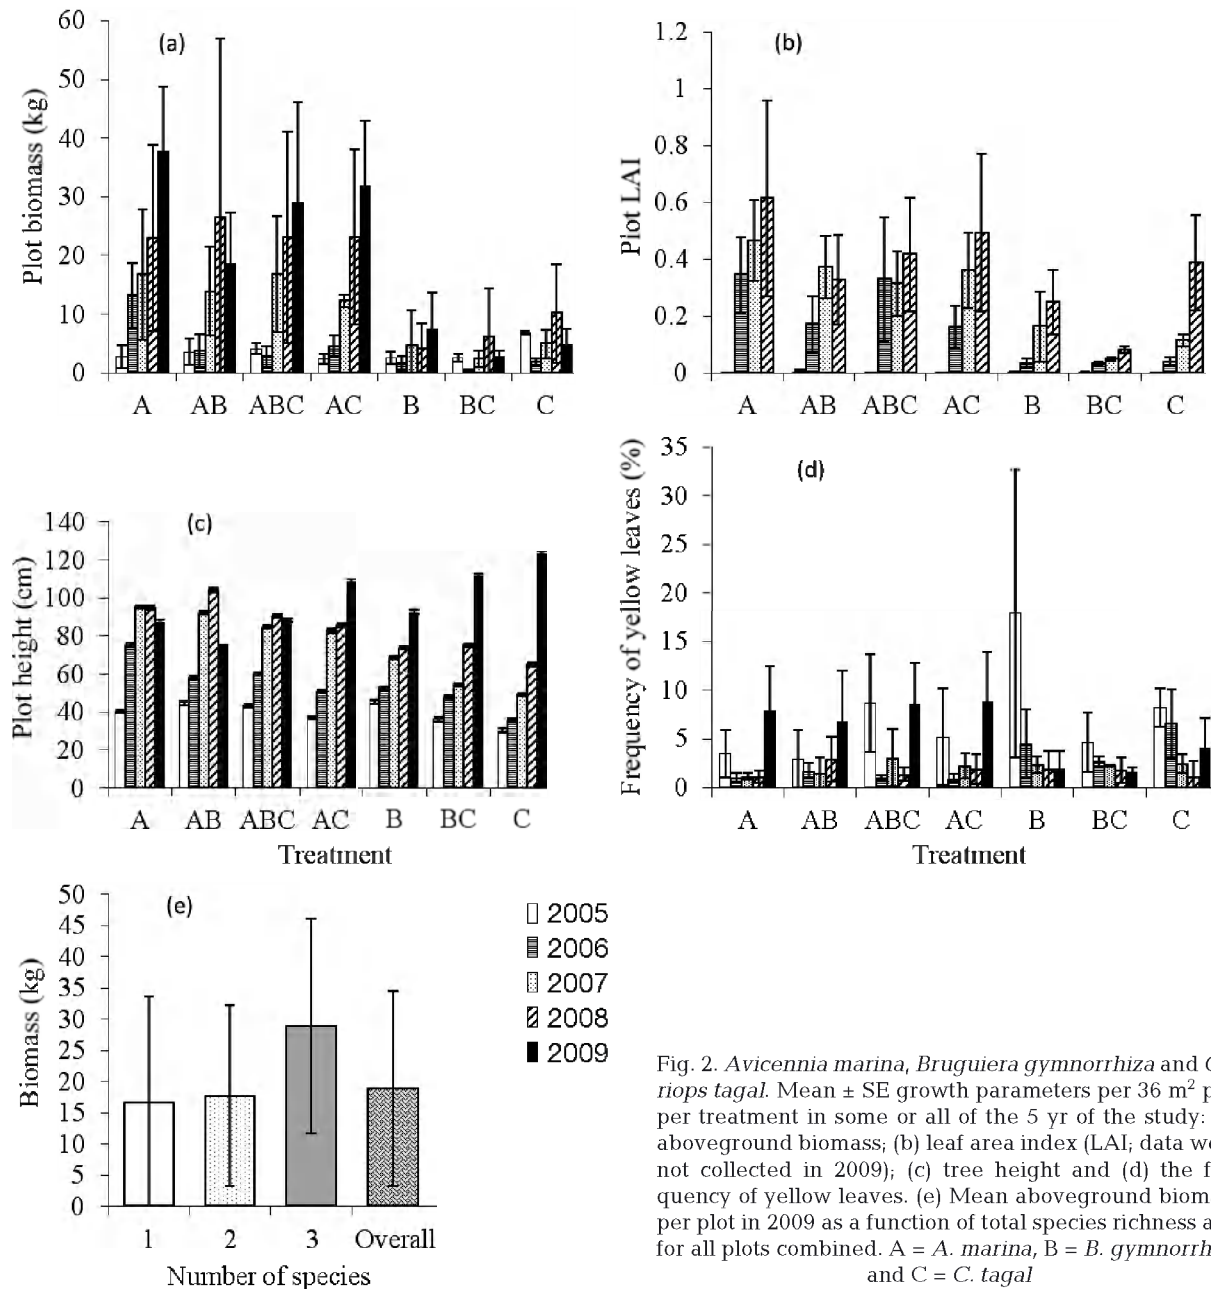 (a)
Plot biomass (kg)
60
50
40
30
20
10
0
A AB ABC AC B BC C
(b)
Plot LAI
1.2
1
0.8
0.6
0.4
0.2
0
A AB ABC AC B BC C
(c)
Plot height (cm)
140
120
100
80
60
40
20
0
A AB ABC AC B BC C
Treatment
(d)
Frequency of yellow leaves (%)
35
30
25
20
15
10
5
0
A AB ABC AC B BC C
Treatment
(e)
Biomass (kg)
50
45
40
35
30
25
20
15
10
5
0
1 2 3 Overall
Number of species
2005
2006
2007
2008
2009
Fig. 2. Avicennia marina, Bruguiera gymnorrhiza and
riops tagal. Mean ± SE growth parameters per 36 m²
per treatment in some or all of the 5 yr of the study:
aboveground biomass; (b) leaf area index (LAI; data
not collected in 2009); (c) tree height and (d) the
quency of yellow leaves. (e) Mean aboveground
per plot in 2009 as a function of total species richness
for all plots combined. A = A. marina, B = B.
and C = C. tagal